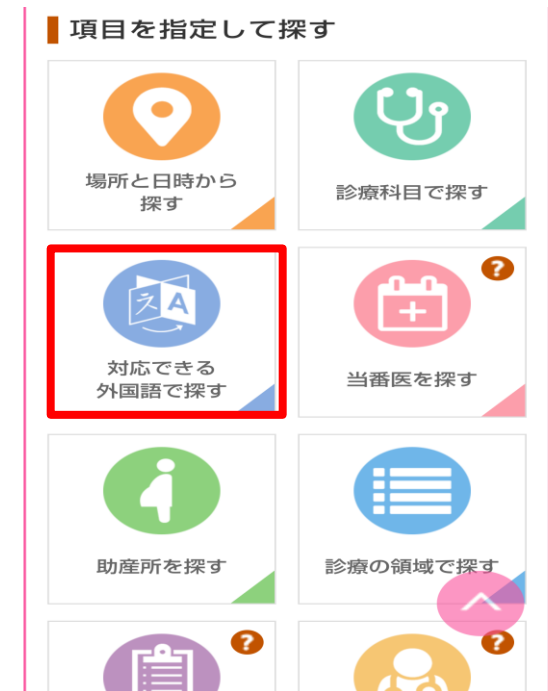 項目を指定して探す
場所と日時から
探す
診療科目で探す
?
えA
対応できる
外国語で探す
当番医を探す
助産所を探す
診療の領域で探す
?
?